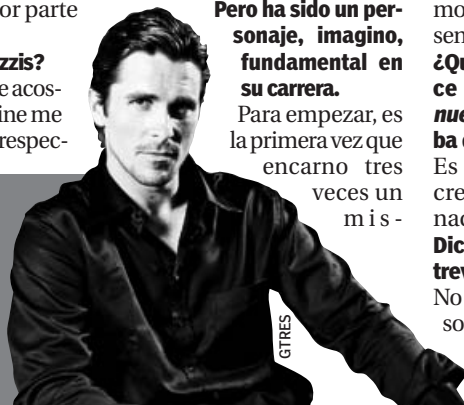 or parte
zzis?
e acos-
ine me
respec-
Pero ha sido un per-
sonaje, imagino,
fundamental en
su carrera.
Para empezar, es
la primera vez que
encarno tres
veces un
mis-
GTRES
mo
sen
¿Qu
ce
nue
ba
Es
cre
nac
Dic
trev
No
so